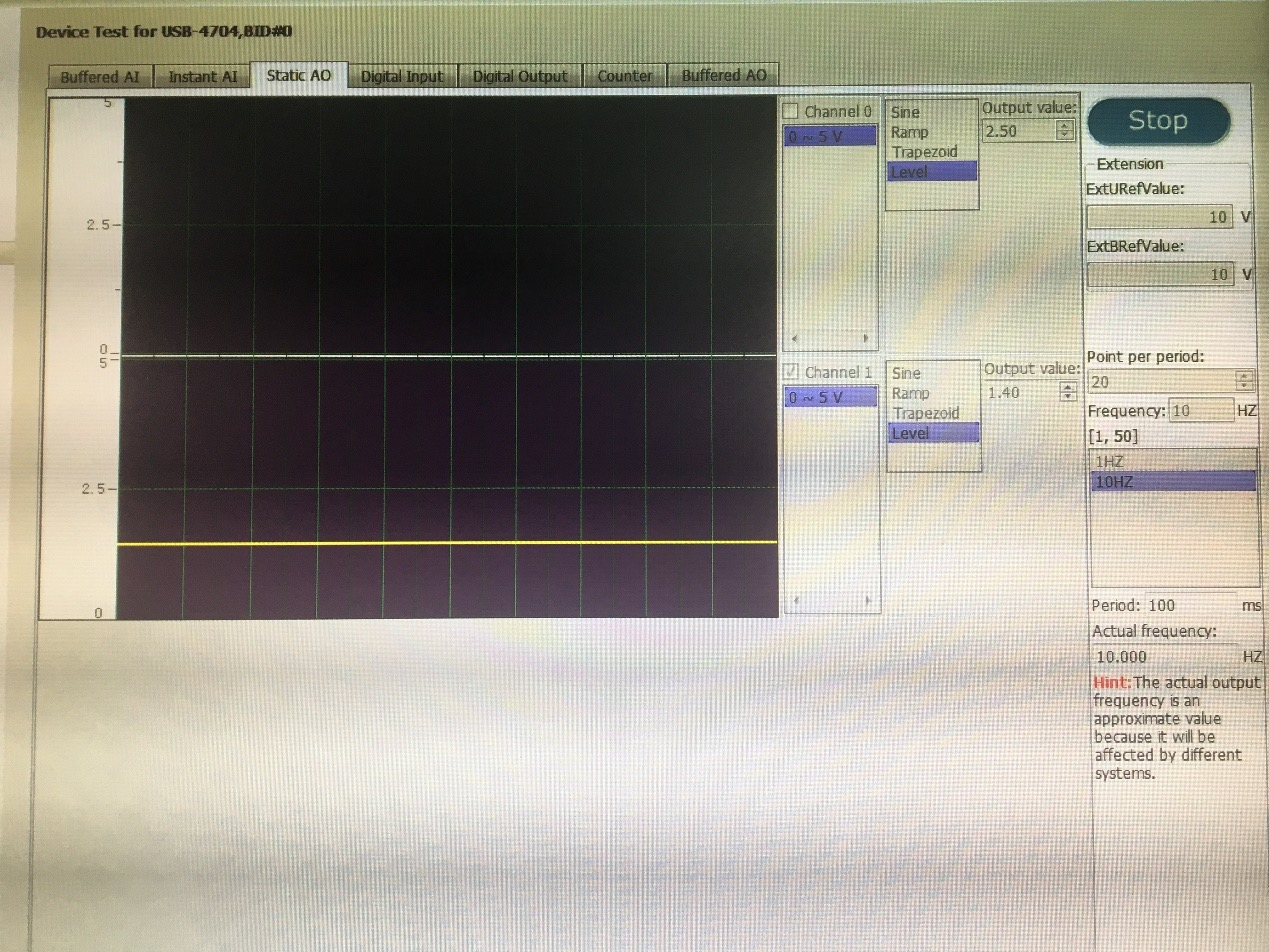 Device Test for USB-4704,BID#0
Buffered AI Instant AI Static AO Digital Input Digital Output Counter Buffered AO
5
2.5
0
Channel 0
0 ~ 5 V
Sine
Ramp
Trapezoid
Level
Output value:
2.50
5
2.5
0
Channel 1
0 ~ 5 V
Sine
Ramp
Trapezoid
Level
Output value:
1.40
Stop
Extension
ExtURefValue:
10 V
ExtBRefValue:
10 V
Point per period:
20
Frequency: 10 HZ
[1, 50]
1HZ
10HZ
Period: 100 ms
Actual frequency:
10.000 HZ
Hint: The actual output
frequency is an
approximate value
because it will be
affected by different
systems.